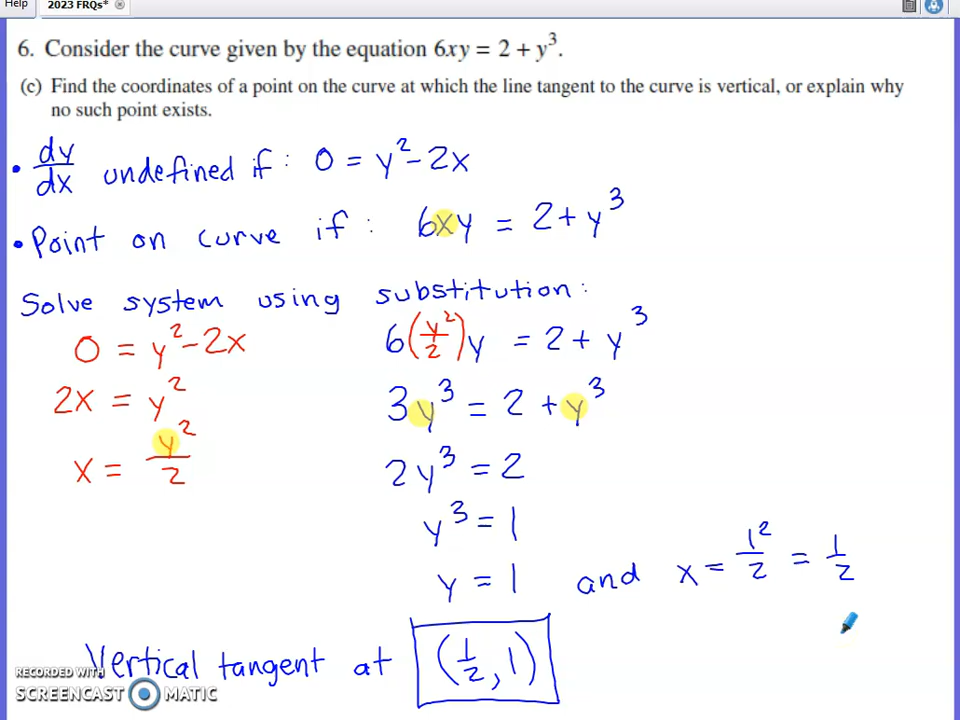 Help 2023 FRQs*
6. Consider the curve given by the equation 6xy = 2 + y³.
(c) Find the coordinates of a point on the curve at which the line tangent to the curve is vertical, or explain why
no such point exists.
• dy/dx undefined if : 0 = y² - 2x
• Point on curve if : 6xy = 2 + y³
Solve system using substitution :
0 = y² - 2x
2x = y²
x = y²/2
6(y²/2)y = 2 + y³
3y³ = 2 + y³
2y³ = 2
y³ = 1
y = 1 and x = 1²/2 = 1/2
Vertical tangent at (1/2, 1)
RECORDED WITH
SCREENCAST MATIC